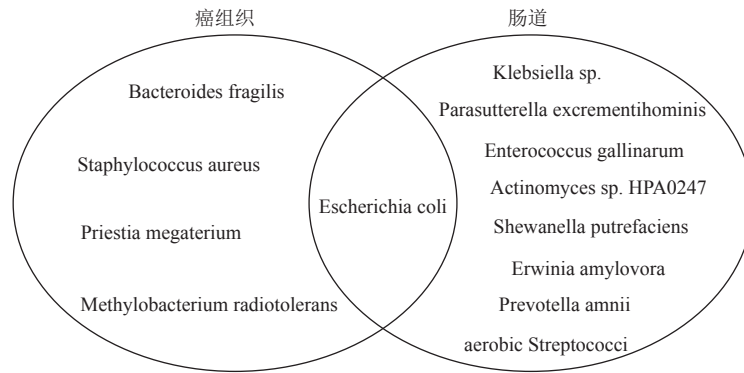 癌组织
肠道
Bacteroides fragilis
Staphylococcus aureus
Priestia megaterium
Methylobacterium radiotolerans
Escherichia coli
Klebsiella sp.
Parasutterella excrementihominis
Enterococcus gallinarum
Actinomyces sp. HPA0247
Shewanella putrefaciens
Erwinia amylovora
Prevotella amnii
aerobic Streptococci